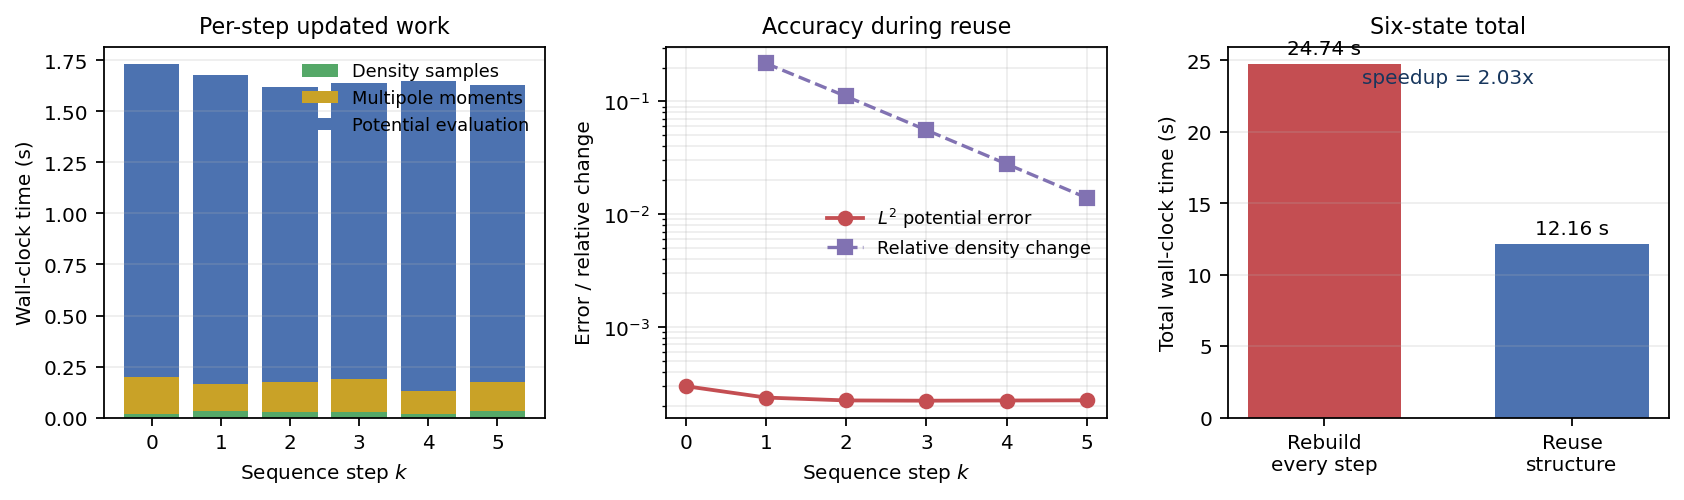 Per-step updated work
Wall-clock time (s)
1.75
1.50
1.25
1.00
0.75
0.50
0.25
0.00
Density samples
Multipole moments
Potential evaluation
0 1 2 3 4 5
Sequence step k
Accuracy during reuse
Error / relative change
10⁻¹
10⁻²
10⁻³
L² potential error
Relative density change
0 1 2 3 4 5
Sequence step k
Six-state total
Total wall-clock time (s)
25
20
15
10
5
0
24.74 s
speedup = 2.03x
12.16 s
Rebuild
every step
Reuse
structure